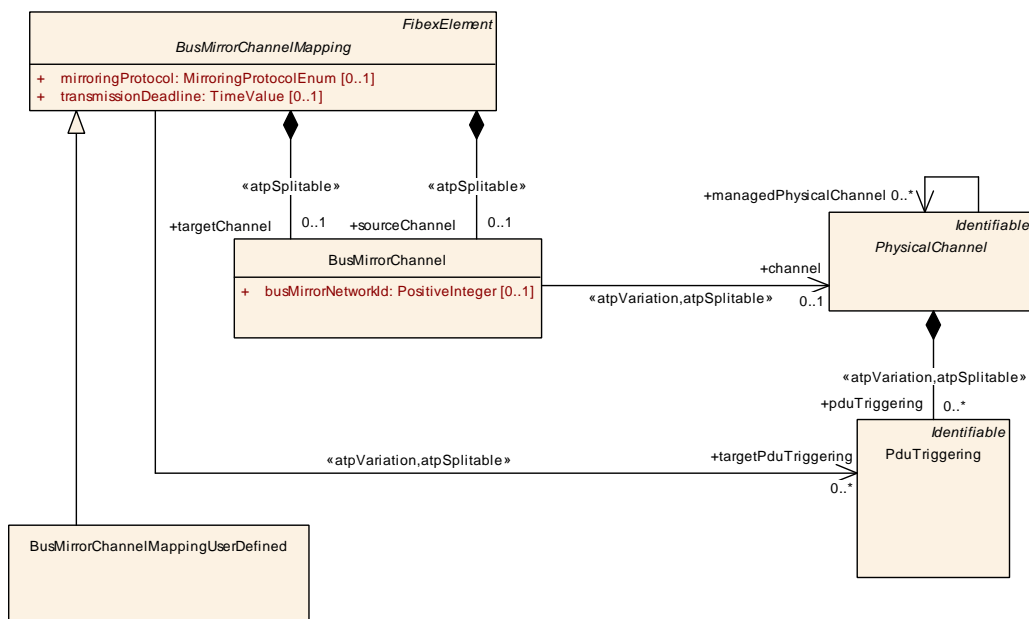 FibexElement
BusMirrorChannelMapping
+ mirroringProtocol: MirroringProtocolEnum [0..1]
+ transmissionDeadline: TimeValue [0..1]
«atpSplitable»
«atpSplitable»
+managedPhysicalChannel 0..*
+targetChannel 0..1
+sourceChannel 0..1
Identifiable
PhysicalChannel
BusMirrorChannel
+ busMirrorNetworkId: PositiveInteger [0..1]
+channel
«atpVariation,atpSplitable» 0..1
«atpVariation,atpSplitable»
+pduTriggering 0..*
Identifiable
PduTriggering
«atpVariation,atpSplitable»
+targetPduTriggering
0..*
BusMirrorChannelMappingUserDefined